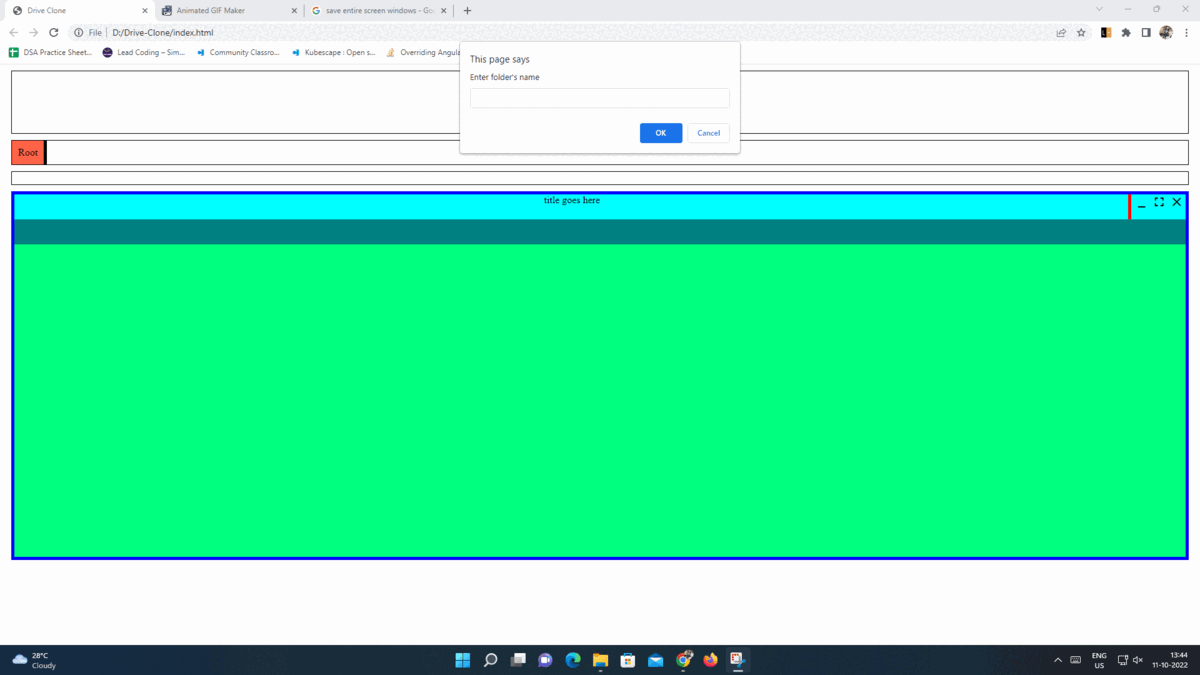 Drive Clone
Animated GIF Maker
save entire screen windows - Go
File
D:/Drive-Clone/index.html
DSA Practice Sheet...
Lead Coding – Sim...
Community Classro...
Kubescape : Open s...
Overriding Angula
This page says
Enter folder's name
OK
Cancel
Root
title goes here
28°C
Cloudy
ENG
US
13:44
11-10-2022